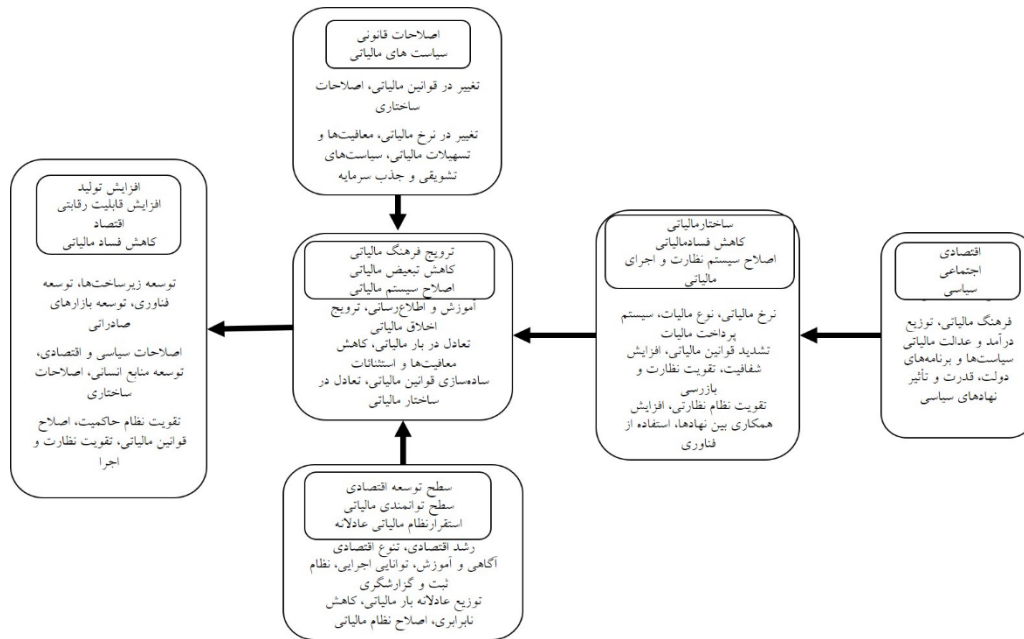 اصلاحات قانونی
سیاست های مالیاتی
تغییر در قوانین مالیاتی، اصلاحات
ساختاری
تغییر در نرخ مالیاتی، معافیت‌ها و
تسهیلات مالیاتی، سیاست‌های
تشویقی و جذب سرمایه
اقتصادی
اجتماعی
سیاسی
فرهنگ مالیاتی، توزیع
درآمد و عدالت مالیاتی
سیاست‌ها و برنامه‌های
دولت، قدرت و تأثیر
نهادهای سیاسی
ساختارمالیاتی
کاهش فسادمالیاتی
اصلاح سیستم نظارت و اجرای
مالیاتی
نرخ مالیاتی، نوع مالیات، سیستم
پرداخت مالیات
تشدید قوانین مالیاتی، افزایش
شفافیت، تقویت نظارت و
بازرسی
تقویت نظام نظارتی، افزایش
همکاری بین نهادها، استفاده از
فناوری
ترویج فرهنگ مالیاتی
کاهش تبعیض مالیاتی
اصلاح سیستم مالیاتی
آموزش و اطلاع‌رسانی، ترویج
اخلاق مالیاتی
تعادل در بار مالیاتی، کاهش
معافیت‌ها و استثنائات
ساده‌سازی قوانین مالیاتی، تعادل در
ساختار مالیاتی
افزایش تولید
افزایش قابلیت رقابتی
اقتصاد
کاهش فساد مالیاتی
توسعه زیرساخت‌ها، توسعه
فناوری، توسعه بازارهای
صادراتی
اصلاحات سیاسی و اقتصادی،
توسعه منابع انسانی، اصلاحات
ساختاری
تقویت نظام حاکمیت، اصلاح
قوانین مالیاتی، تقویت نظارت و
اجرا
سطح توسعه اقتصادی
سطح توانمندی مالیاتی
استقرارنظام مالیاتی عادلانه
رشد اقتصادی، تنوع اقتصادی
آگاهی و آموزش، توانایی اجرایی، نظام
ثبت و گزارشگری
توزیع عادلانه بار مالیاتی، کاهش
نابرابری، اصلاح نظام مالیاتی